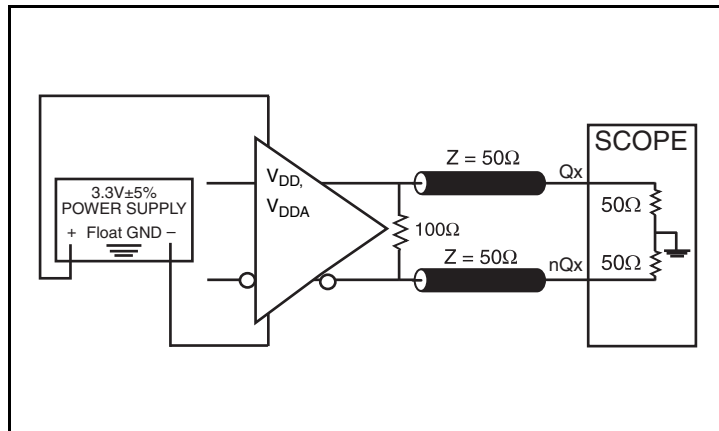 3.3V±5%
POWER SUPPLY
+ Float GND –
V_DD,
V_DDA
100Ω
Z = 50Ω
Z = 50Ω
Qx
nQx
SCOPE
50Ω
50Ω